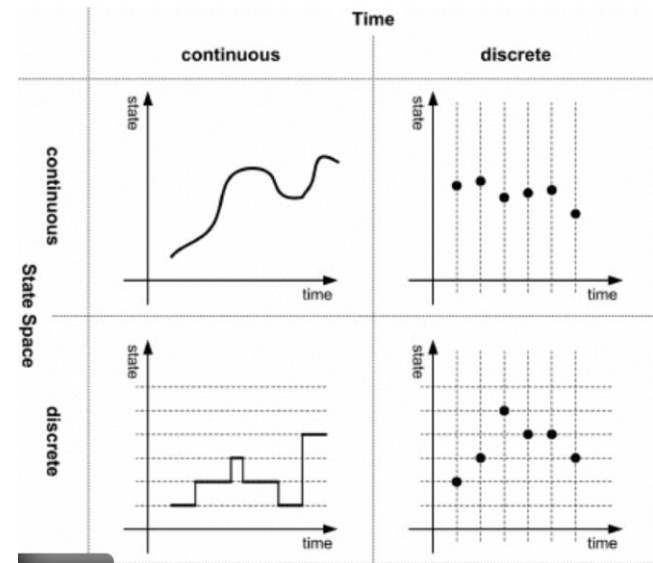 Time
continuous
discrete
State Space
continuous
state
time
state
time
discrete
state
time
state
time